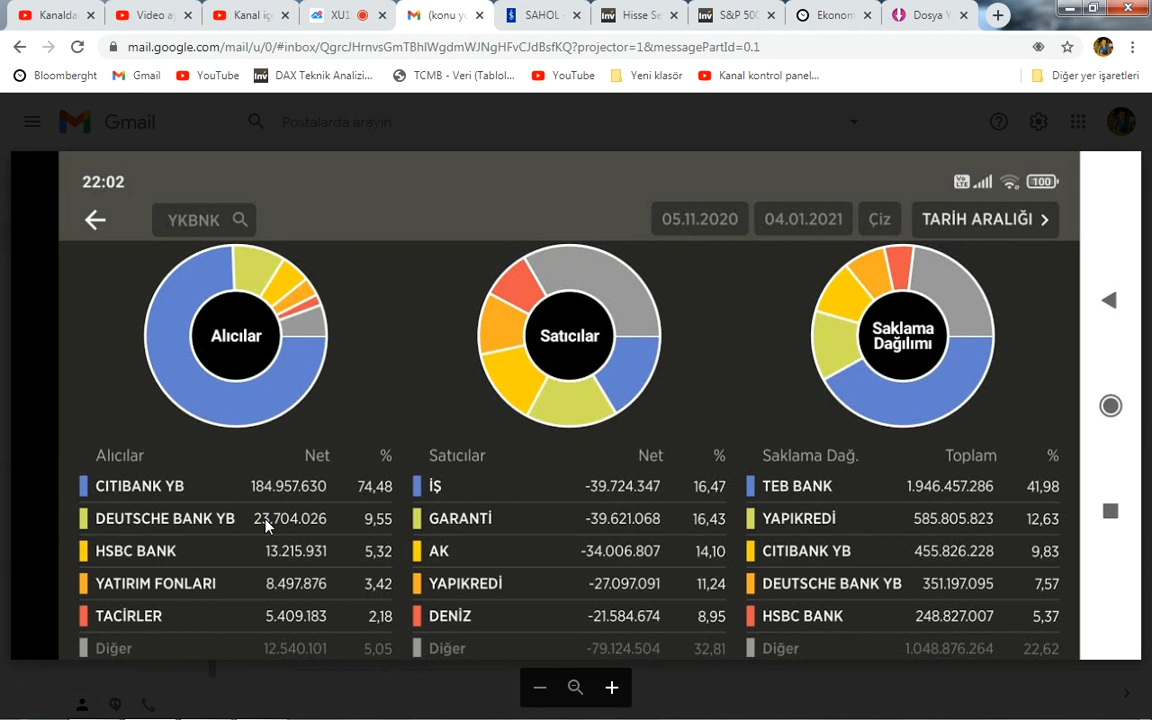 Kanalda
Video ay
Kanal içe
XU1
(konu yo
SAHOL -
Hisse Se
S&P 500
Ekonom
Dosya Y
mail.google.com/mail/u/0/#inbox/QgrcJHrnvsGmTBhlWgdmWJNgHFvCJdBsfKQ?projector=1&messagePartId=0.1
Bloomberght
Gmail
YouTube
DAX Teknik Analizi...
TCMB - Veri (Tablol...
YouTube
Yeni klasör
Kanal kontrol panel...
Diğer yer işaretleri
Gmail
Postalarda arayın
22:02
100
YKBNK
05.11.2020
04.01.2021
Çiz
TARİH ARALIĞI
Alıcılar
Satıcılar
Saklama
Dağılımı
Alıcılar Net %
CITIBANK YB 184.957.630 74,48
DEUTSCHE BANK YB 23.704.026 9,55
HSBC BANK 13.215.931 5,32
YATIRIM FONLARI 8.497.876 3,42
TACİRLER 5.409.183 2,18
Diğer 12.540.101 5,05
Satıcılar Net %
İŞ -39.724.347 16,47
GARANTİ -39.621.068 16,43
AK -34.006.807 14,10
YAPIKREDİ -27.097.091 11,24
DENİZ -21.584.674 8,95
Diğer -79.124.504 32,81
Saklama Dağ. Toplam %
TEB BANK 1.946.457.286 41,98
YAPIKREDİ 585.805.823 12,63
CITIBANK YB 455.826.228 9,83
DEUTSCHE BANK YB 351.197.095 7,57
HSBC BANK 248.827.007 5,37
Diğer 1.048.876.264 22,62